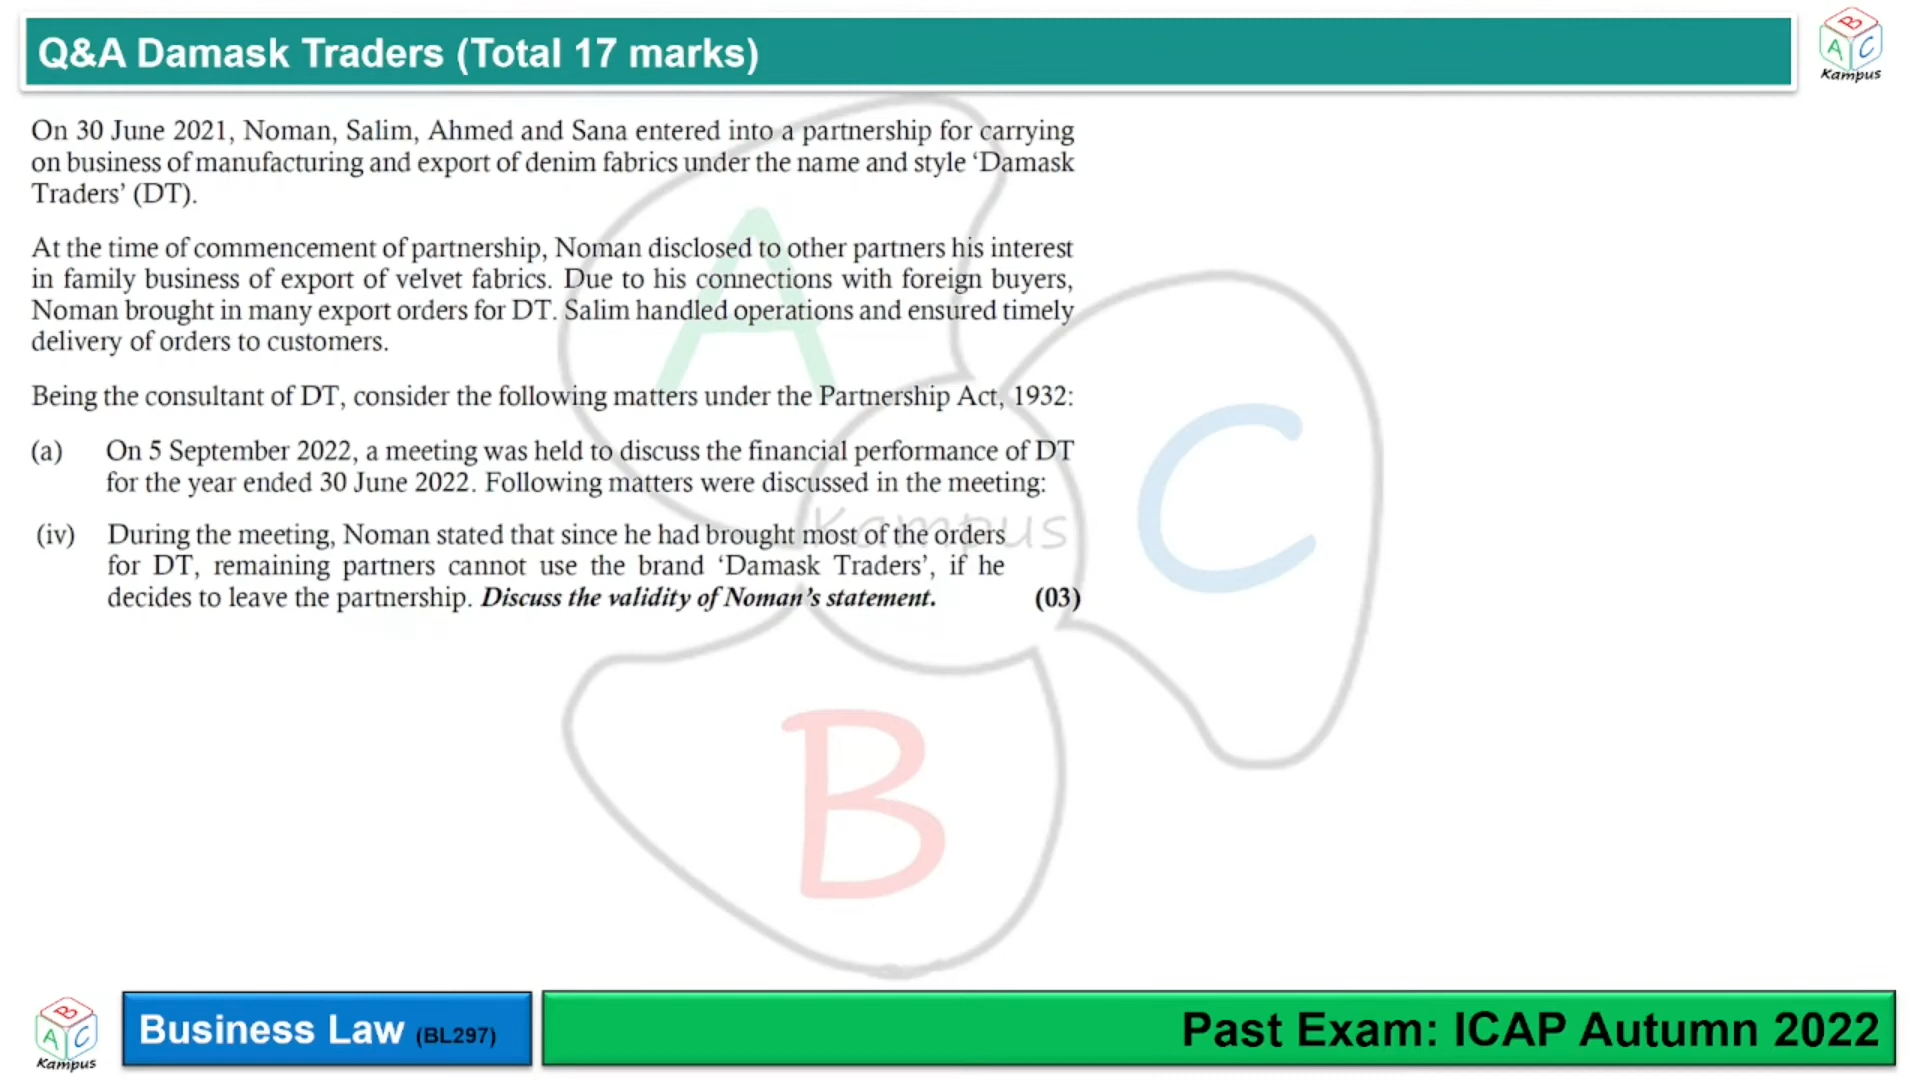 Q&A Damask Traders (Total 17 marks)
B
A C
Kampus
On 30 June 2021, Noman, Salim, Ahmed and Sana entered into a partnership for carrying
on business of manufacturing and export of denim fabrics under the name and style ‘Damask
Traders’ (DT).
At the time of commencement of partnership, Noman disclosed to other partners his interest
in family business of export of velvet fabrics. Due to his connections with foreign buyers,
Noman brought in many export orders for DT. Salim handled operations and ensured timely
delivery of orders to customers.
Being the consultant of DT, consider the following matters under the Partnership Act, 1932:
(a) On 5 September 2022, a meeting was held to discuss the financial performance of DT
for the year ended 30 June 2022. Following matters were discussed in the meeting:
(iv) During the meeting, Noman stated that since he had brought most of the orders
for DT, remaining partners cannot use the brand ‘Damask Traders’, if he
decides to leave the partnership. Discuss the validity of Noman’s statement. (03)
A
C
Kampus
B
B
A C
Kampus
Business Law (BL297)
Past Exam: ICAP Autumn 2022